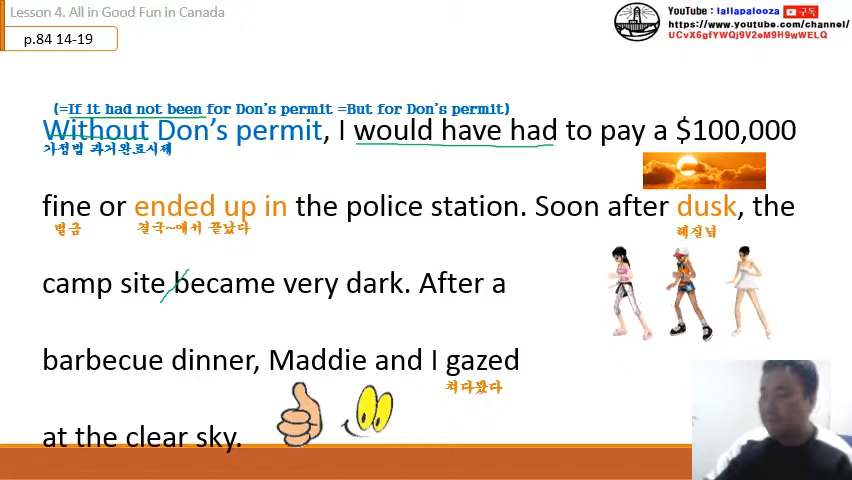 Lesson 4. All in Good Fun in Canada
p.84 14-19
YouTube : lallapalooza 구독
https://www.youtube.com/channel/
UCvX6gfYWQj9V2eM9H9wWELQ
(=If it had not been for Don's permit =But for Don's permit)
Without Don's permit, I would have had to pay a $100,000
가정법 과거완료시제
fine or ended up in the police station. Soon after dusk, the
벌금 결국~에서 끝났다 해질녘
camp site became very dark. After a
barbecue dinner, Maddie and I gazed
쳐다봤다
at the clear sky.